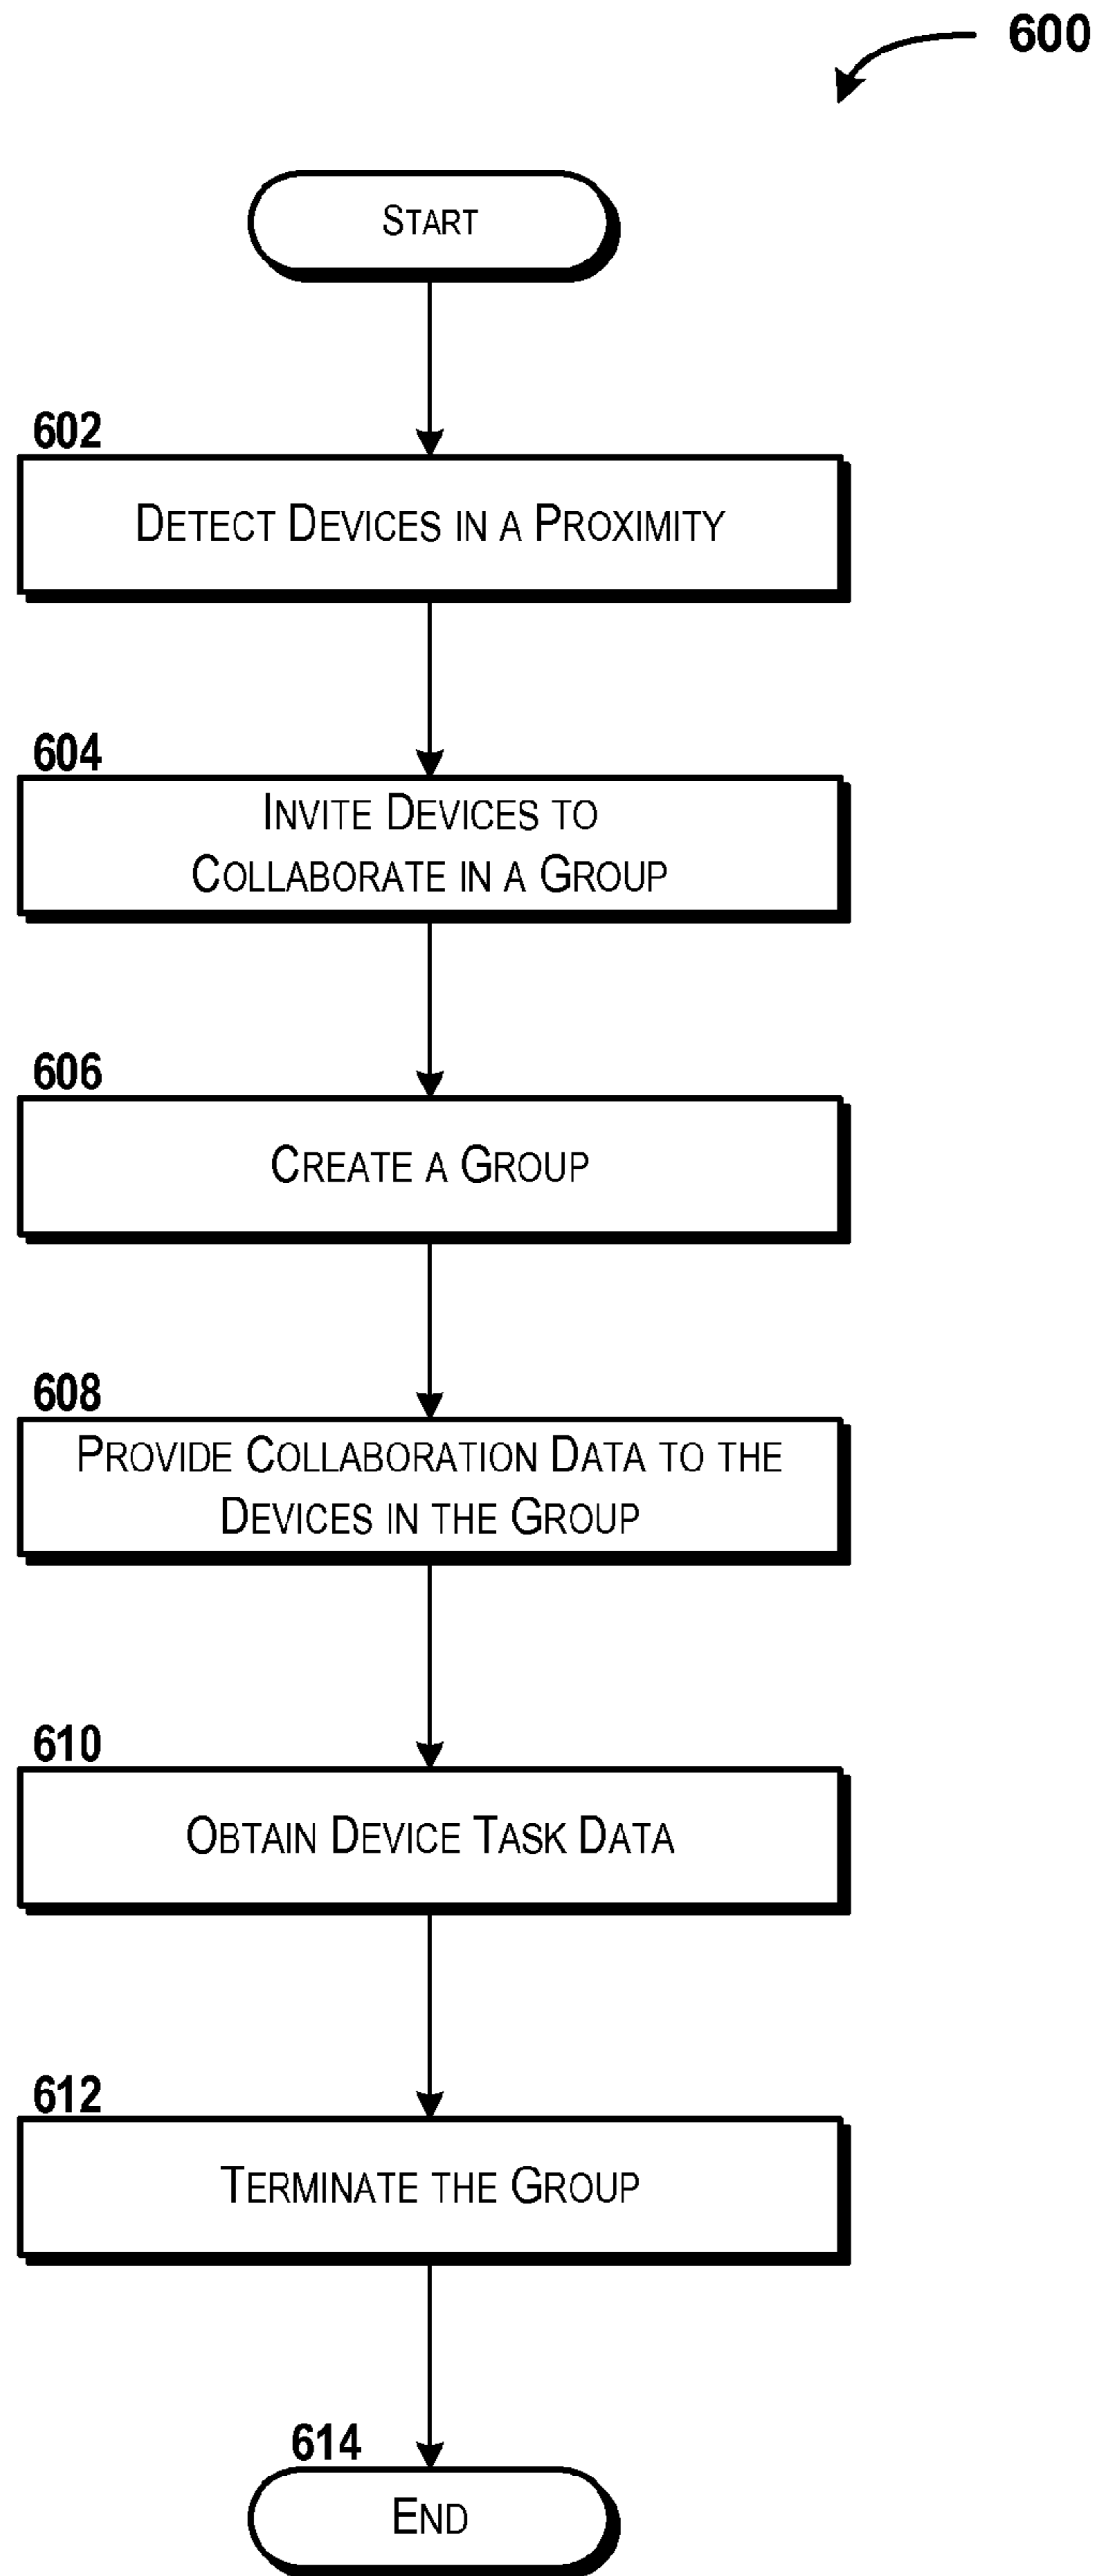 600
START
602
DETECT DEVICES IN A PROXIMITY
604
INVITE DEVICES TO
COLLABORATE IN A GROUP
606
CREATE A GROUP
608
PROVIDE COLLABORATION DATA TO THE
DEVICES IN THE GROUP
610
OBTAIN DEVICE TASK DATA
612
TERMINATE THE GROUP
614
END